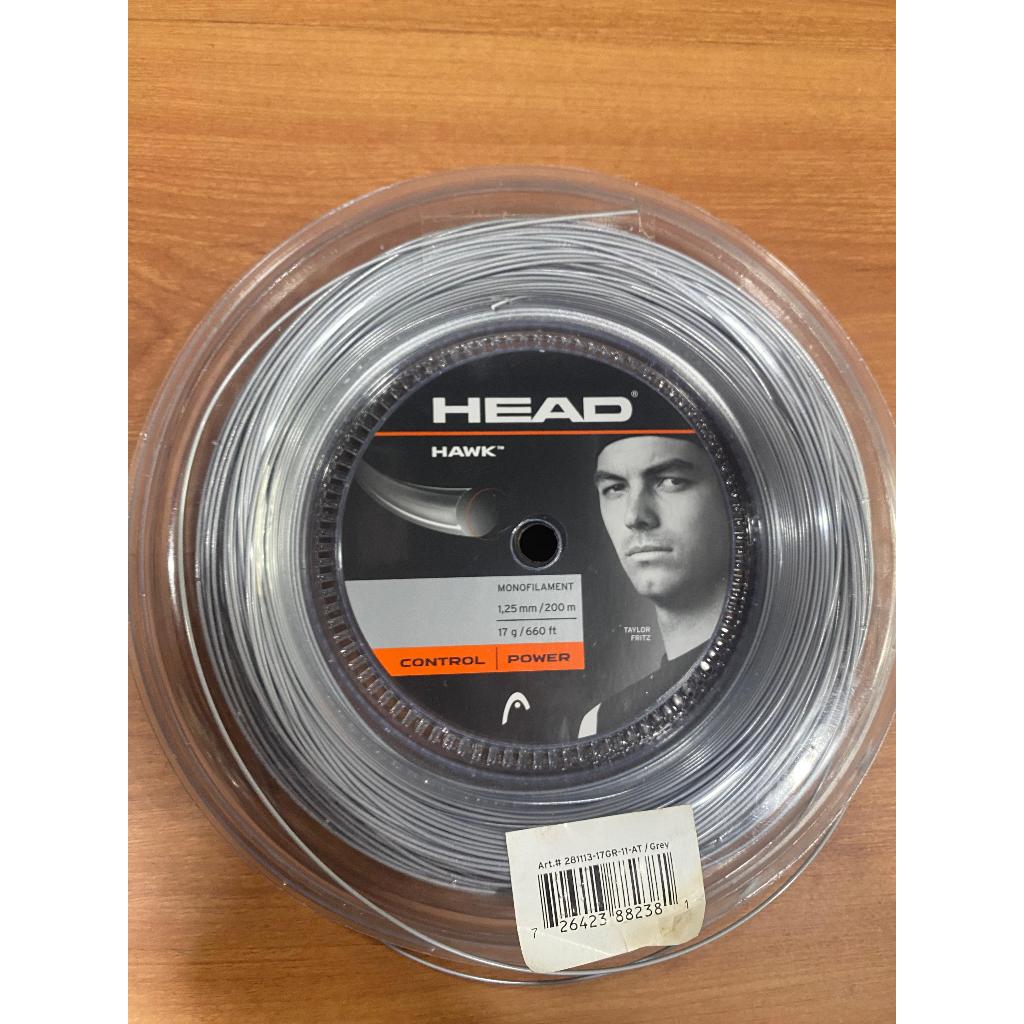 HEAD®
HAWK™
MONOFILAMENT
1,25 mm / 200 m
17 g / 660 ft
CONTROL | POWER
TAYLOR
FRITZ
Art.# 281113-17GR-11-AT / Grey
7 26423 88238 1